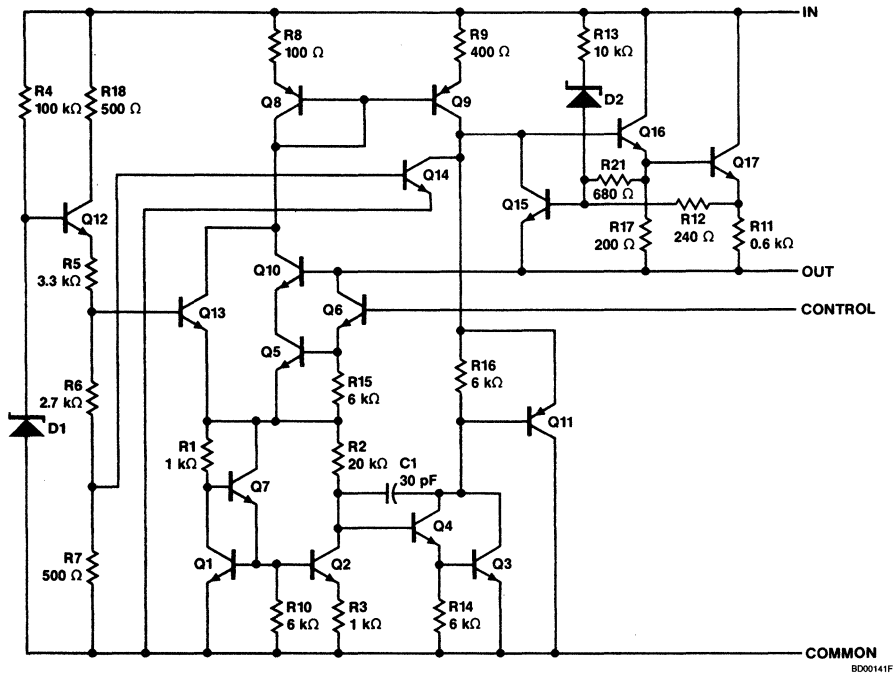 IN
R4
100 kΩ
R18
500 Ω
R8
100 Ω
R9
400 Ω
R13
10 kΩ
D2
Q8
Q9
Q16
Q17
Q14
R21
680 Ω
Q15
R12
240 Ω
R17
200 Ω
R11
0.6 kΩ
Q12
R5
3.3 kΩ
Q10
OUT
Q13
Q6
CONTROL
Q5
R6
2.7 kΩ
R15
6 kΩ
R16
6 kΩ
D1
Q11
R1
1 kΩ
R2
20 kΩ
C1
30 pF
Q7
Q4
R7
500 Ω
Q1
Q2
Q3
R10
6 kΩ
R3
1 kΩ
R14
6 kΩ
COMMON
BD00141F